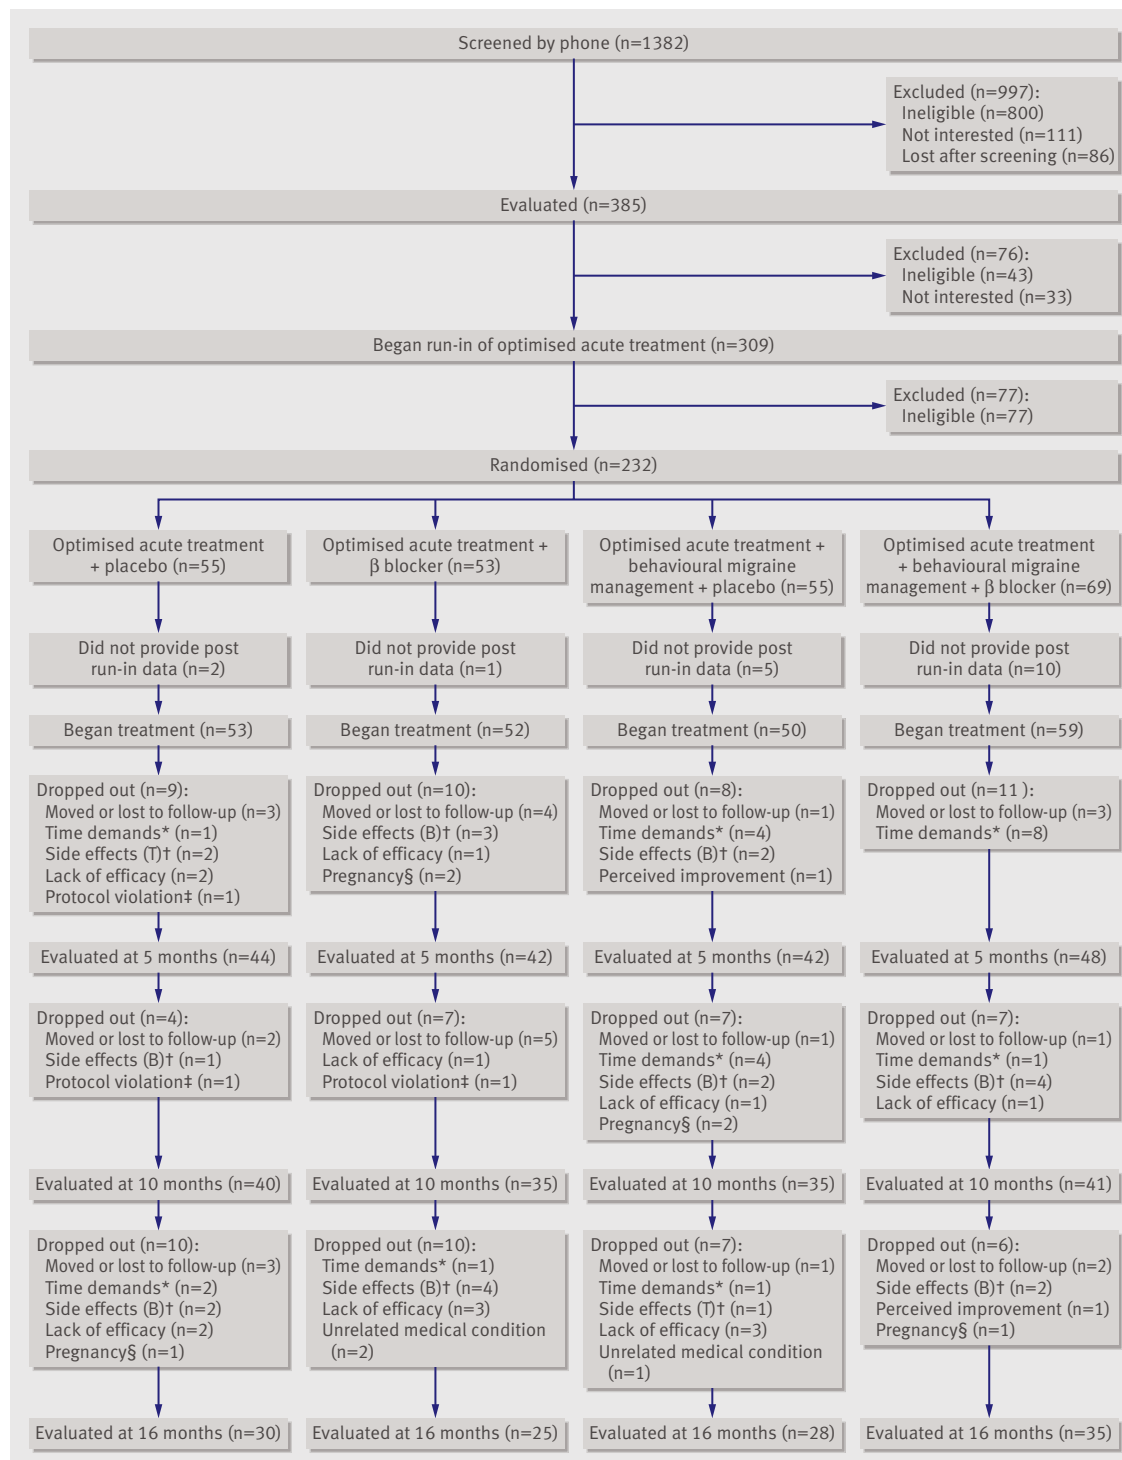 Screened by phone (n=1382)
Excluded (n=997):
Ineligible (n=800)
Not interested (n=111)
Lost after screening (n=86)
Evaluated (n=385)
Excluded (n=76):
Ineligible (n=43)
Not interested (n=33)
Began run-in of optimised acute treatment (n=309)
Excluded (n=77):
Ineligible (n=77)
Randomised (n=232)
Optimised acute treatment
+ placebo (n=55)
Did not provide post
run-in data (n=2)
Began treatment (n=53)
Dropped out (n=9):
Moved or lost to follow-up (n=3)
Time demands* (n=1)
Side effects (T)† (n=2)
Lack of efficacy (n=2)
Protocol violation‡ (n=1)
Evaluated at 5 months (n=44)
Dropped out (n=4):
Moved or lost to follow-up (n=2)
Side effects (B)† (n=1)
Protocol violation‡ (n=1)
Evaluated at 10 months (n=40)
Dropped out (n=10):
Moved or lost to follow-up (n=3)
Time demands* (n=2)
Side effects (B)† (n=2)
Lack of efficacy (n=2)
Pregnancy§ (n=1)
Evaluated at 16 months (n=30)
Optimised acute treatment +
β blocker (n=53)
Did not provide post
run-in data (n=1)
Began treatment (n=52)
Dropped out (n=10):
Moved or lost to follow-up (n=4)
Side effects (B)† (n=3)
Lack of efficacy (n=1)
Pregnancy§ (n=2)
Evaluated at 5 months (n=42)
Dropped out (n=7):
Moved or lost to follow-up (n=5)
Lack of efficacy (n=1)
Protocol violation‡ (n=1)
Evaluated at 10 months (n=35)
Dropped out (n=10):
Time demands* (n=1)
Side effects (B)† (n=4)
Lack of efficacy (n=3)
Unrelated medical condition
(n=2)
Evaluated at 16 months (n=25)
Optimised acute treatment +
behavioural migraine
management + placebo (n=55)
Did not provide post
run-in data (n=5)
Began treatment (n=50)
Dropped out (n=8):
Moved or lost to follow-up (n=1)
Time demands* (n=4)
Side effects (B)† (n=2)
Perceived improvement (n=1)
Evaluated at 5 months (n=42)
Dropped out (n=7):
Moved or lost to follow-up (n=1)
Time demands* (n=4)
Side effects (B)† (n=2)
Lack of efficacy (n=1)
Pregnancy§ (n=2)
Evaluated at 10 months (n=35)
Dropped out (n=7):
Moved or lost to follow-up (n=1)
Time demands* (n=1)
Side effects (T)† (n=1)
Lack of efficacy (n=3)
Unrelated medical condition
(n=1)
Evaluated at 16 months (n=28)
Optimised acute treatment
+ behavioural migraine
management + β blocker (n=69)
Did not provide post
run-in data (n=10)
Began treatment (n=59)
Dropped out (n=11 ):
Moved or lost to follow-up (n=3)
Time demands* (n=8)
Evaluated at 5 months (n=48)
Dropped out (n=7):
Moved or lost to follow-up (n=1)
Time demands* (n=1)
Side effects (B)† (n=4)
Lack of efficacy (n=1)
Evaluated at 10 months (n=41)
Dropped out (n=6):
Moved or lost to follow-up (n=2)
Side effects (B)† (n=2)
Perceived improvement (n=1)
Pregnancy§ (n=1)
Evaluated at 16 months (n=35)